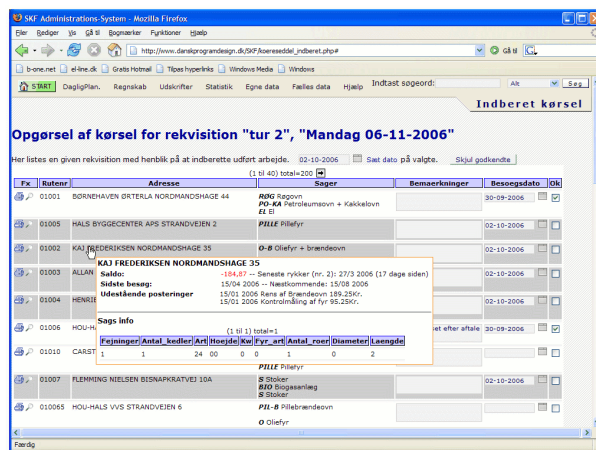 SKF Administrations-System - Mozilla Firefox
Filer Rediger Vis Gå til Bogmærker Funktioner Hjælp
http://www.danskprogramdesign.dk/SKF/koereseddel_indberet.php# Gå til
b-one.net el-line.dk Gratis Hotmail Tilpas hyperlinks Windows Media Windows
START DagligPlan. Regnskab Udskrifter Statistik Egne data Fælles data Hjælp Indtast søgeord: Alt Søg
Indberet kørsel
Opgørsel af kørsel for rekvisition "tur 2", "Mandag 06-11-2006"
Her listes en given rekvisition med henblik på at indberette udført arbejde. 02-10-2006 Sæt dato på valgte. Skjul godkendte
(1 til 40) total=200
Fx Rutenr Adresse Sager Bemaerkninger Besoegsdato Ok
01001 BØRNEHAVEN ØRTERLA NORDMANDSHAGE 44 RØG Røgovn 30-09-2006
PO-KA Petroleumsovn + Kakkelovn
EL El
01005 HALS BYGGECENTER APS STRANDVEJEN 2 PILLE Pillefyr 02-10-2006
01002 KAJ FREDERIKSEN NORDMANDSHAGE 35 O-B Oliefyr + brændeovn 02-10-2006
KAJ FREDERIKSEN NORDMANDSHAGE 35
Saldo: -184,87 -- Seneste rykker (nr. 2): 27/3 2006 (17 dage siden)
01003 ALLAN 02-10-2006
Sidste besøg: 15/04 2006 -- Næstkommende: 15/08 2006
Udestående posteringer 15/01 2006 Rens af Brændeovn 189.25Kr.
01004 HENRIE 02-10-2006
15/01 2006 Kontrolmåling af fyr 95.25Kr.
Sags info
01006 HOU-HA set efter aftale 30-09-2006
(1 til 1) total=1
Fejninger Antal_kedler Art Hoejde Kw Fyr_art Antal_roer Diameter Laengde
01010 CARST
1 1 24 00 0 0 1 0 2
PILLE Pillefyr
01007 FLEMMING NIELSEN BISNAPKRATVEJ 10A S Stoker 02-10-2006
BIO Biogasanlæg
S Stoker
010065 HOU-HALS VVS STRANDVEJEN 6 PIL-B Pillebrændeovn
O Oliefyr
Færdig